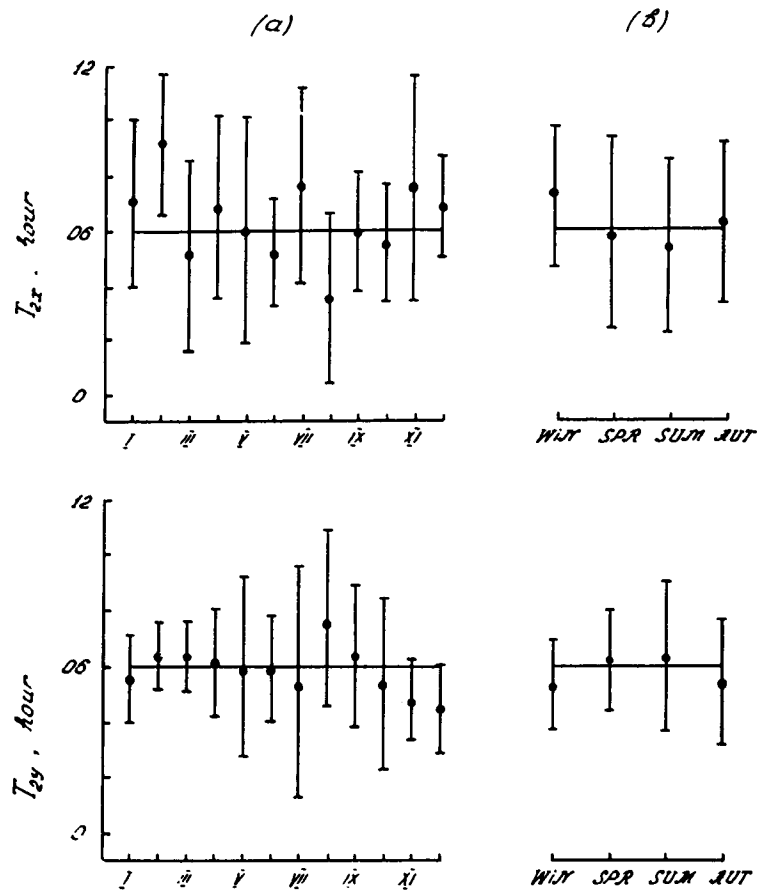 (a)
(b)
12
06
0
T2x . hour
I III V VII IX XI
WIN SPR SUM AUT
12
06
0
T2y , hour
I III V VII IX XI
WIN SPR SUM AUT